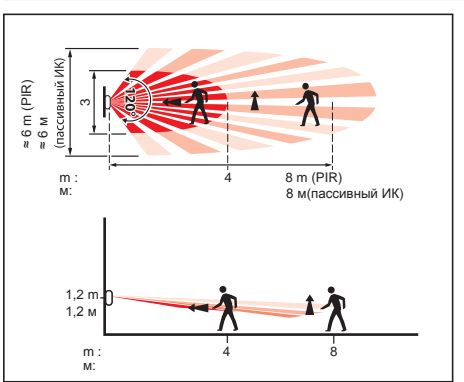 ≈ 6 m (PIR)
≈ 6 м
(пассивный ИК)
3
120°
m : 4 8 m (PIR)
м: 8 м(пассивный ИК)
1,2 m
1,2 м
m : 4 8
м: